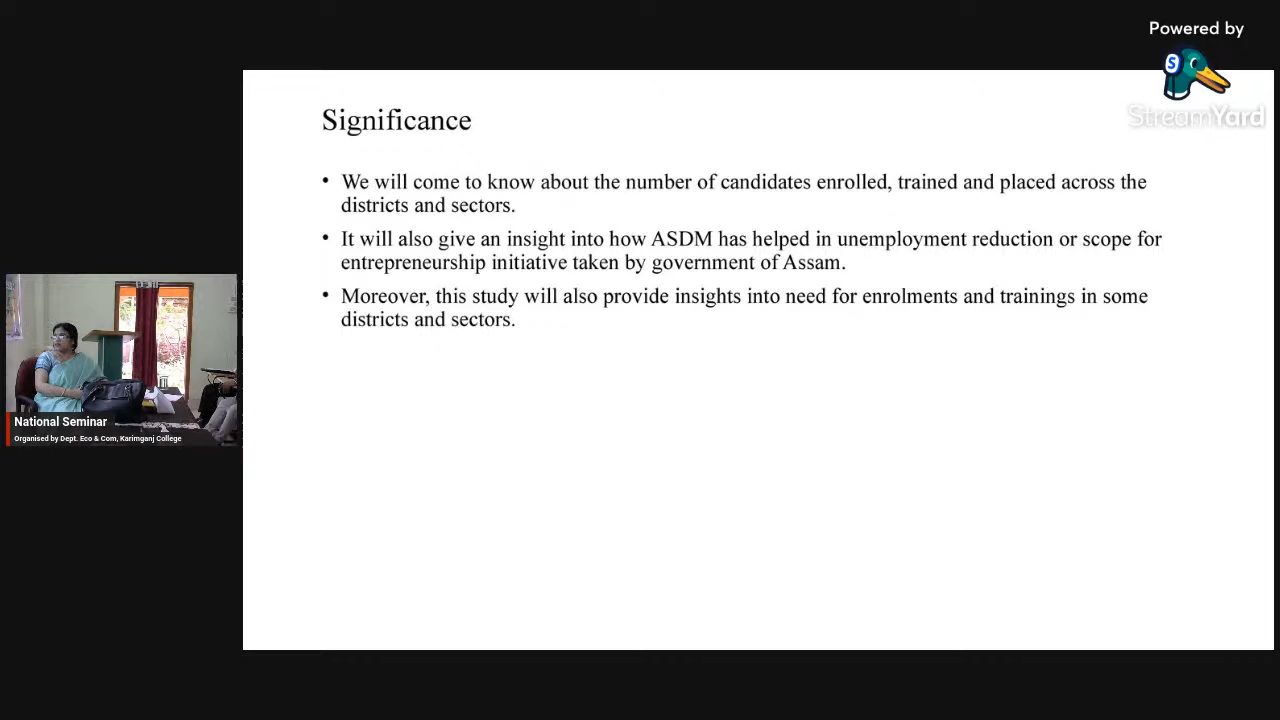 Powered by
StreamYard
Significance
• We will come to know about the number of candidates enrolled, trained and placed across the
districts and sectors.
• It will also give an insight into how ASDM has helped in unemployment reduction or scope for
entrepreneurship initiative taken by government of Assam.
• Moreover, this study will also provide insights into need for enrolments and trainings in some
districts and sectors.
National Seminar
Organised by Dept. Eco & Com, Karimganj College